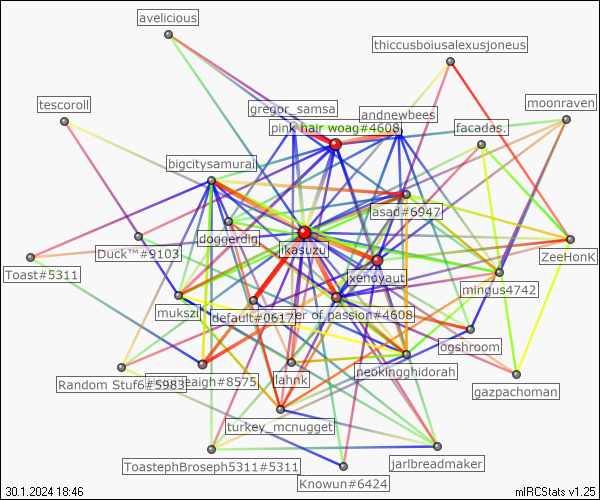 avelicious
thiccusboiusalexusjoneus
tescoroll
moonraven
gregor_samsa
andnewbees
pink hair woag#4608
facadas.
bigcitysamurai
asad#6947
doggerdig
ikasuzu
Duck™#9103
ZeeHonK
Toast#5311
xenoyaut
mingus4742
mukszi
default#0617
er of passion#4608
ogshroom
Random Stuf
#5983
eaigh#8575
lahnk
neokingghidorah
gazpachoman
turkey_mcnugget
ToastephBroseph5311#5311
jarlbreadmaker
Knowun#6424
30.1.2024 18:46
mIRCStats v1.25